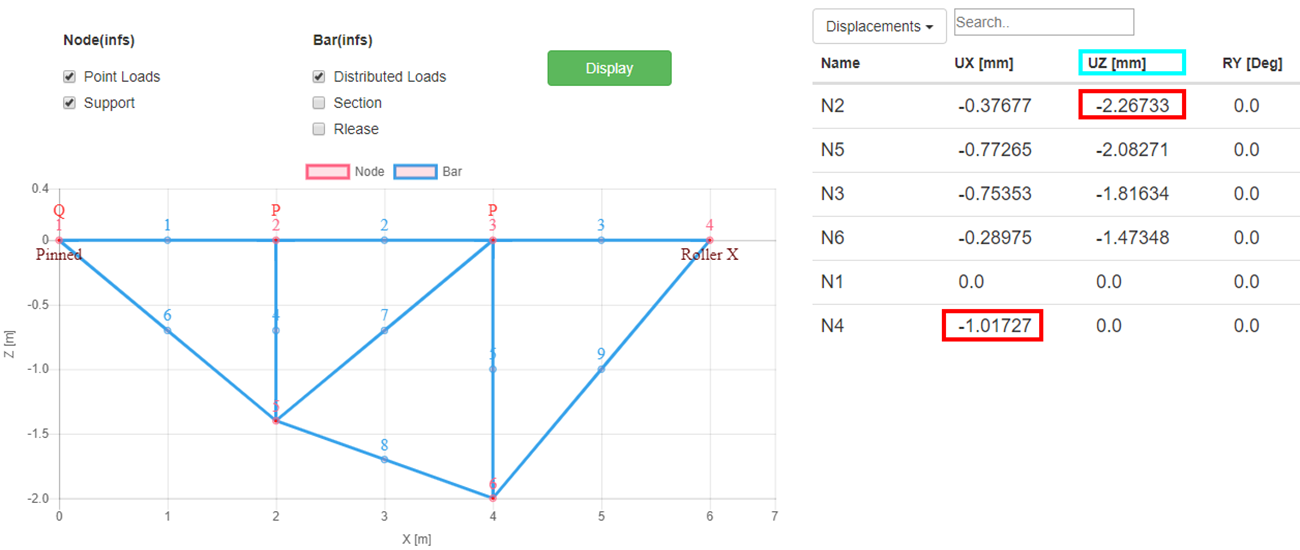 Node(infs)
Bar(infs)
Point Loads
Distributed Loads
Display
Support
Section
Rlease
Node
Bar
0.4
Q
P
P
1
1
2
2
3
3
4
0
Pinned
Roller X
-0.5
6
4
7
Z [m]
-1.0
5
9
5
-1.5
8
-2.0
6
0
1
2
3
4
5
6
7
X [m]
Displacements
Search..
Name UX [mm] UZ [mm] RY [Deg]
N2 -0.37677 -2.26733 0.0
N5 -0.77265 -2.08271 0.0
N3 -0.75353 -1.81634 0.0
N6 -0.28975 -1.47348 0.0
N1 0.0 0.0 0.0
N4 -1.01727 0.0 0.0